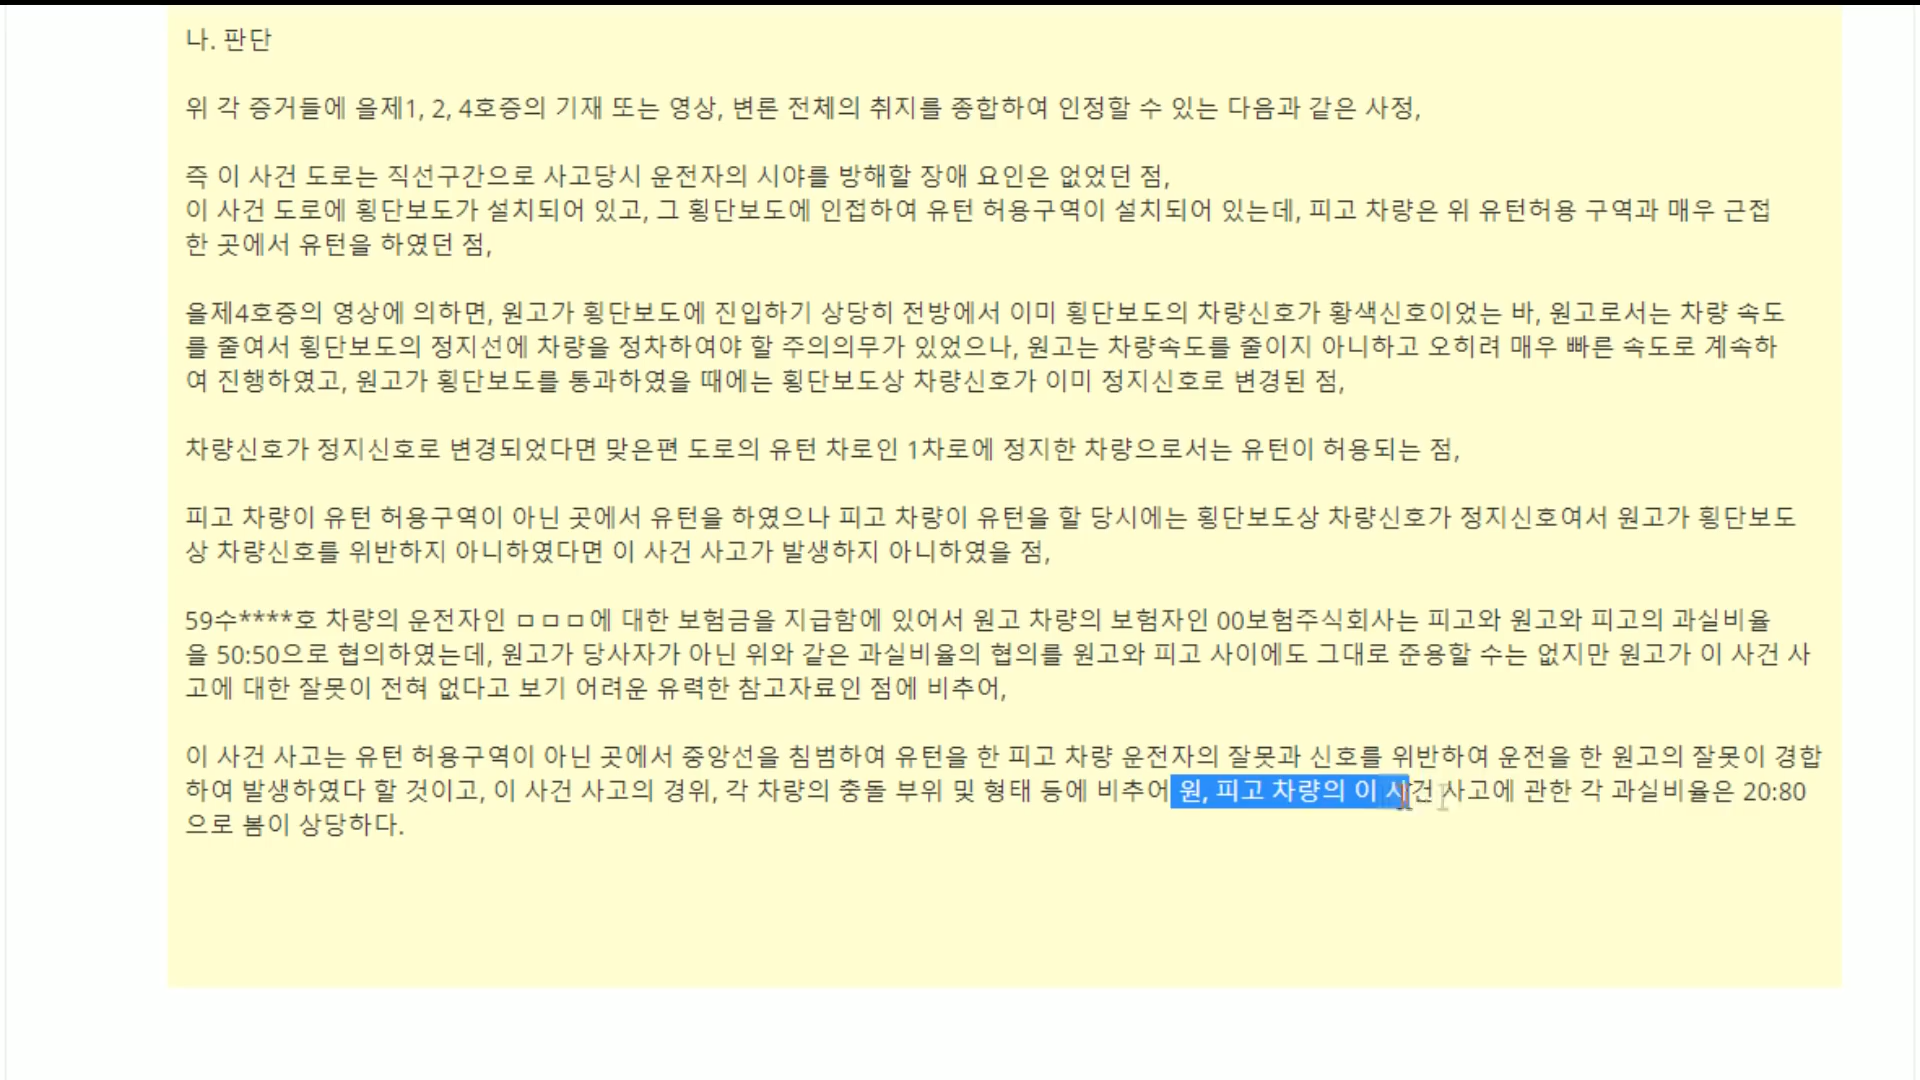 나. 판단
위 각 증거들에 을제1, 2, 4호증의 기재 또는 영상, 변론 전체의 취지를 종합하여 인정할 수 있는 다음과 같은 사정,
즉 이 사건 도로는 직선구간으로 사고당시 운전자의 시야를 방해할 장애 요인은 없었던 점,
이 사건 도로에 횡단보도가 설치되어 있고, 그 횡단보도에 인접하여 유턴 허용구역이 설치되어 있는데, 피고 차량은 위 유턴허용 구역과 매우 근접
한 곳에서 유턴을 하였던 점,
을제4호증의 영상에 의하면, 원고가 횡단보도에 진입하기 상당히 전방에서 이미 횡단보도의 차량신호가 황색신호이었는 바, 원고로서는 차량 속도
를 줄여서 횡단보도의 정지선에 차량을 정차하여야 할 주의의무가 있었으나, 원고는 차량속도를 줄이지 아니하고 오히려 매우 빠른 속도로 계속하
여 진행하였고, 원고가 횡단보도를 통과하였을 때에는 횡단보도상 차량신호가 이미 정지신호로 변경된 점,
차량신호가 정지신호로 변경되었다면 맞은편 도로의 유턴 차로인 1차로에 정지한 차량으로서는 유턴이 허용되는 점,
피고 차량이 유턴 허용구역이 아닌 곳에서 유턴을 하였으나 피고 차량이 유턴을 할 당시에는 횡단보도상 차량신호가 정지신호여서 원고가 횡단보도
상 차량신호를 위반하지 아니하였다면 이 사건 사고가 발생하지 아니하였을 점,
59수****호 차량의 운전자인 ㅁㅁㅁ에 대한 보험금을 지급함에 있어서 원고 차량의 보험자인 00보험주식회사는 피고와 원고와 피고의 과실비율
을 50:50으로 협의하였는데, 원고가 당사자가 아닌 위와 같은 과실비율의 협의를 원고와 피고 사이에도 그대로 준용할 수는 없지만 원고가 이 사건 사
고에 대한 잘못이 전혀 없다고 보기 어려운 유력한 참고자료인 점에 비추어,
이 사건 사고는 유턴 허용구역이 아닌 곳에서 중앙선을 침범하여 유턴을 한 피고 차량 운전자의 잘못과 신호를 위반하여 운전을 한 원고의 잘못이 경합
하여 발생하였다 할 것이고, 이 사건 사고의 경위, 각 차량의 충돌 부위 및 형태 등에 비추어 원, 피고 차량의 이 사건 사고에 관한 각 과실비율은 20:80
으로 봄이 상당하다.